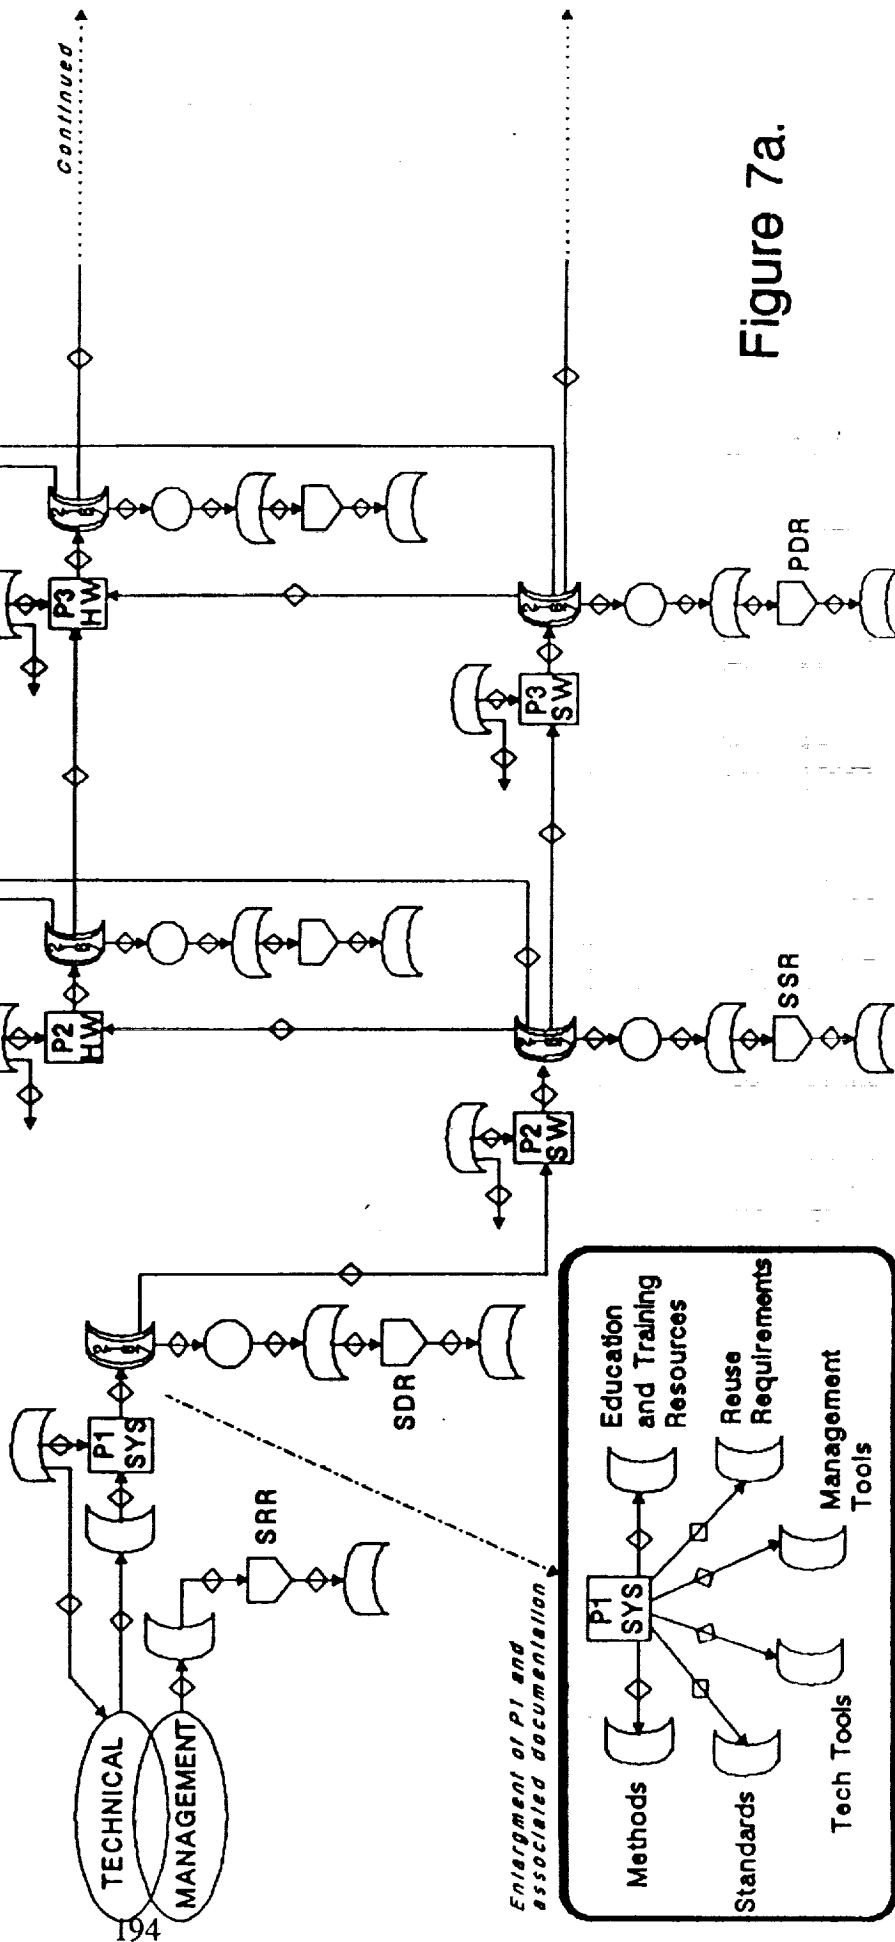 Continued
P3
HW
P2
HW
P1
SYS
TECHNICAL
MANAGEMENT
SRR
SDR
P2
SW
SSR
P3
SW
PDR
Enlargment of P1 and
associated documentation
P1
SYS
Methods
Standards
Tech Tools
Management
Tools
Reuse
Requirements
Education
and Training
Resources
Figure 7a.
194